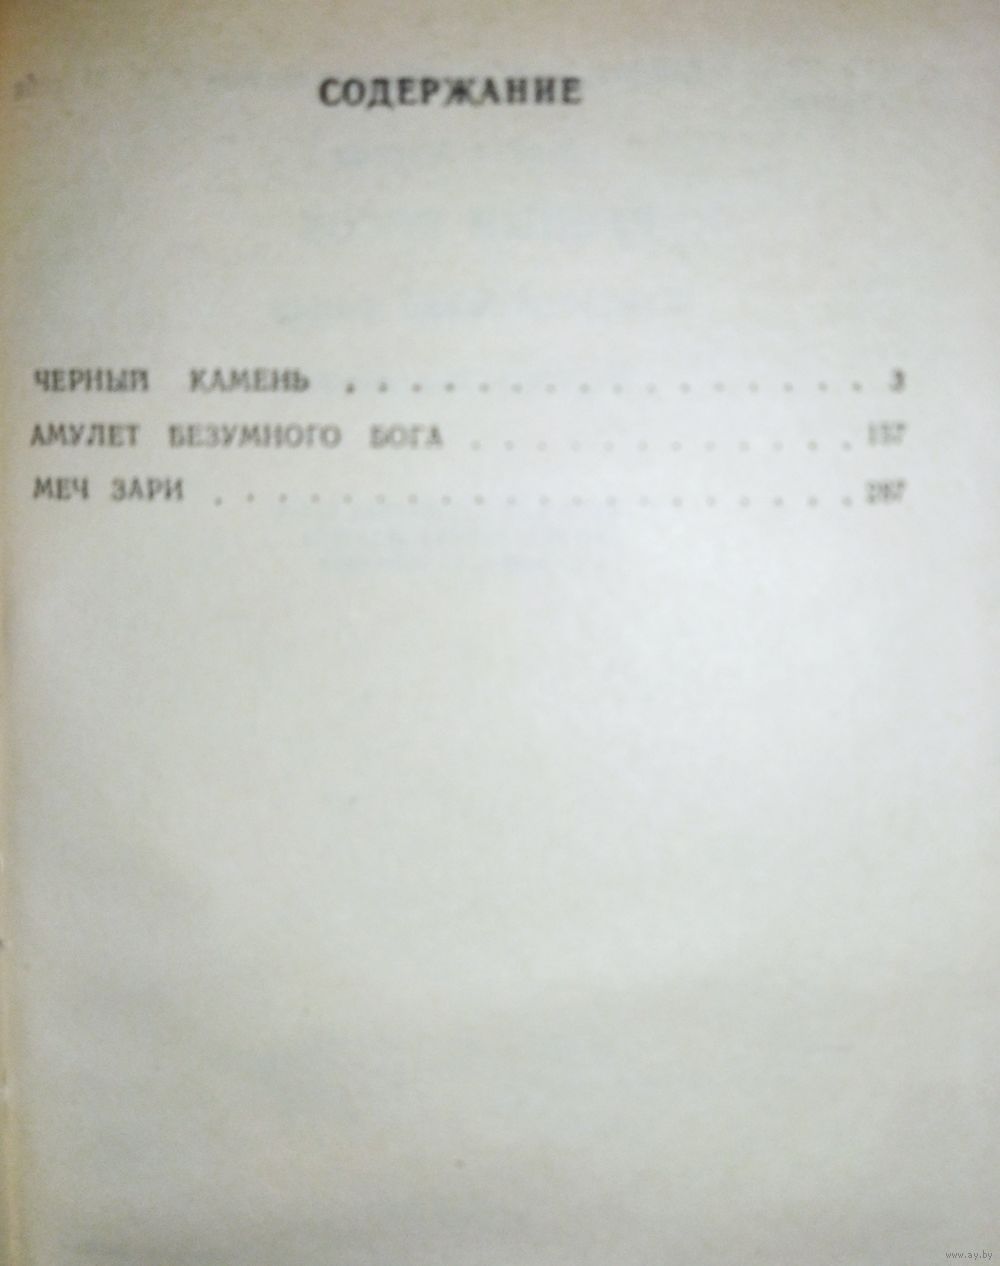 СОДЕРЖАНИЕ
ЧЕРНЫЙ КАМЕНЬ . . . . . . . . . . . . . . . . 3
АМУЛЕТ БЕЗУМНОГО БОГА . . . . . . . . . . . .
МЕЧ ЗАРИ . . . . . . . . . . . . . . . . . . . .
www.ay.by